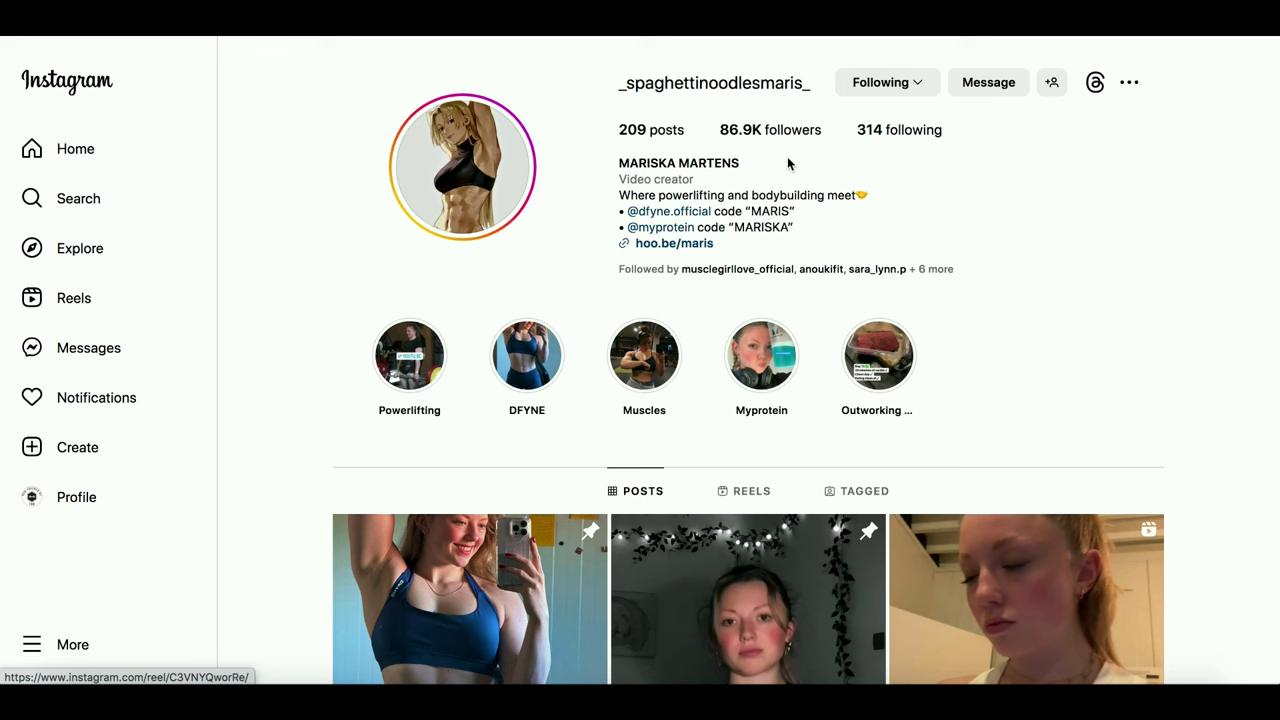 Instagram
Home
Search
Explore
Reels
Messages
Notifications
Create
Profile
More
_spaghettinoodlesmaris_
Following
Message
209 posts
86.9K followers
314 following
MARISKA MARTENS
Video creator
Where powerlifting and bodybuilding meet🤝
• @dfyne.official code "MARIS"
• @myprotein code "MARISKA"
hoo.be/maris
Followed by musclegirllove_official, anoukifit, sara_lynn.p + 6 more
Powerlifting
DFYNE
Muscles
Myprotein
Outworking ...
POSTS
REELS
TAGGED
https://www.instagram.com/reel/C3VNYQworRe/